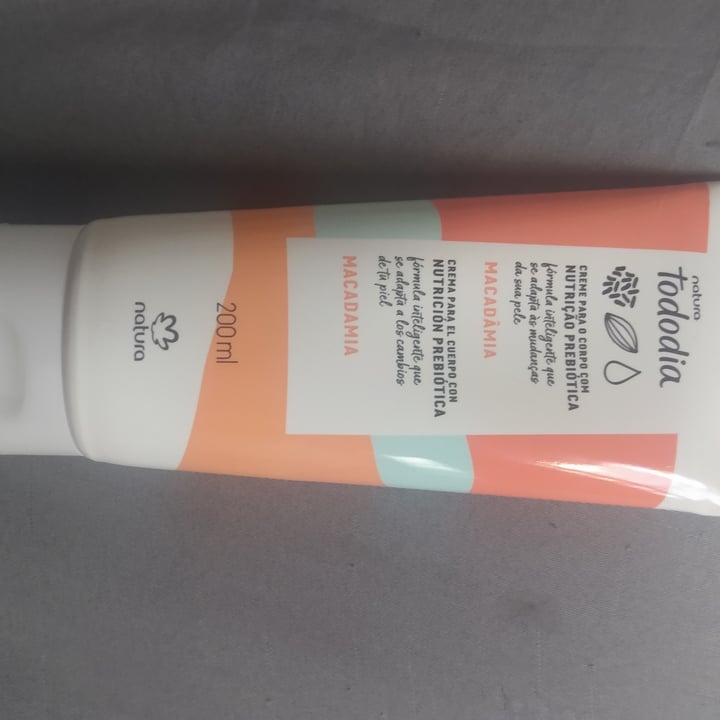 natura
Tododia
CREME PARA O CORPO COM
NUTRIÇÃO PREBIÓTICA
fórmula inteligente que
se adapta às mudanças
da sua pele
MACADÂMIA
CREMA PARA EL CUERPO CON
NUTRICIÓN PREBIÓTICA
fórmula inteligente que
se adapta a los cambios
de tu piel
MACADAMIA
200 ml
natura